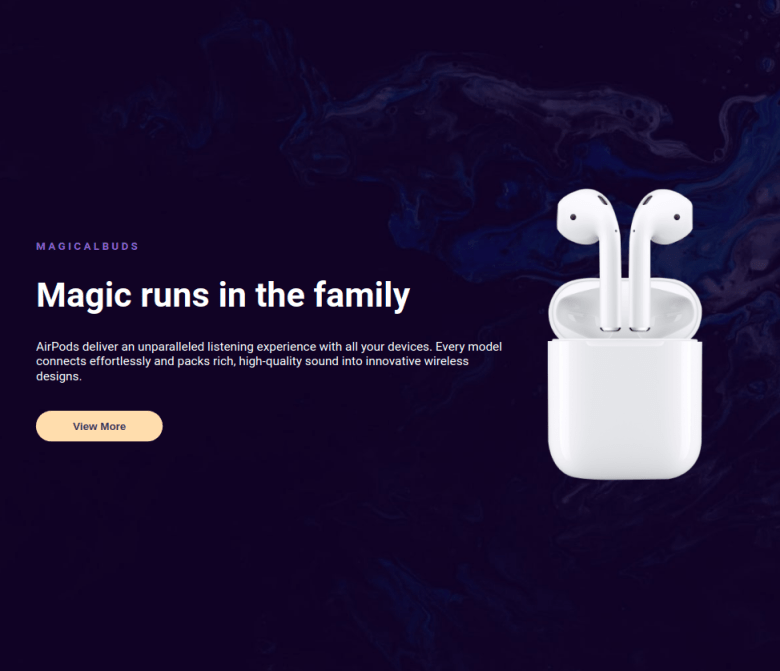 MAGICALBUDS
Magic runs in the family
AirPods deliver an unparalleled listening experience with all your devices. Every model
connects effortlessly and packs rich, high-quality sound into innovative wireless
designs.
View More